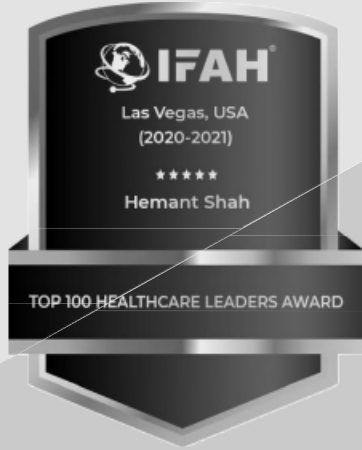 IFAH®
Las Vegas, USA
(2020-2021)
★★★★★
Hemant Shah
TOP 100 HEALTHCARE LEADERS AWARD